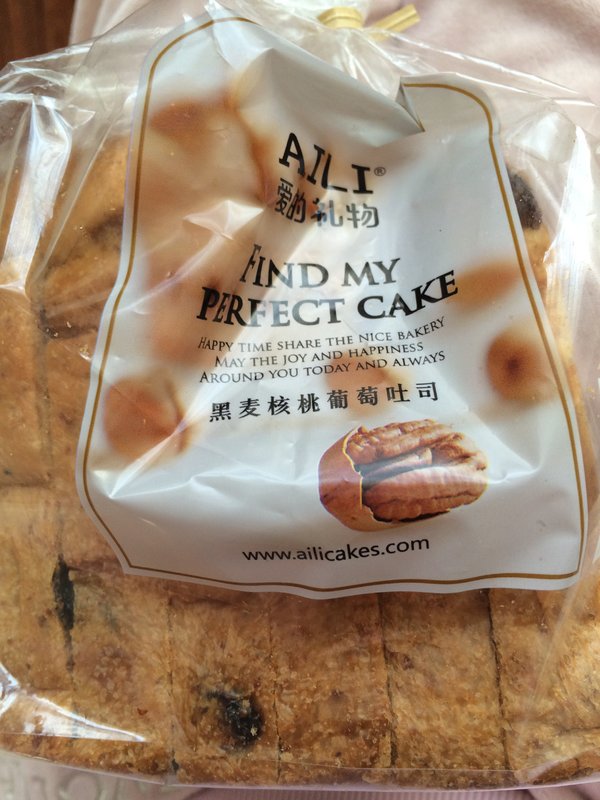 AILI®
爱的礼物
FIND MY
PERFECT CAKE
HAPPY TIME SHARE THE NICE BAKERY
MAY THE JOY AND HAPPINESS
AROUND YOU TODAY AND ALWAYS
黑麦核桃葡萄吐司
www.ailicakes.com